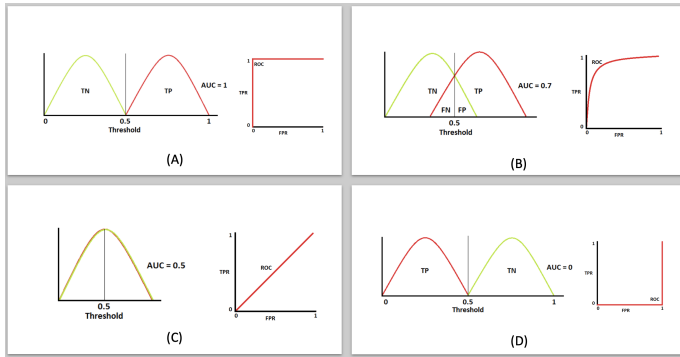 1
ROC
TPR
0
0
FPR
1
TN
TP
AUC = 1
0
0.5
1
Threshold
(A)
1
ROC
TPR
0
0
FPR
1
TN
TP
AUC = 0.7
FN
FP
0.5
Threshold
(B)
AUC = 0.5
0.5
Threshold
1
TPR
ROC
0
0
FPR
1
(C)
TP
TN
AUC = 0
0
0.5
1
Threshold
1
TPR
ROC
0
0
FPR
1
(D)